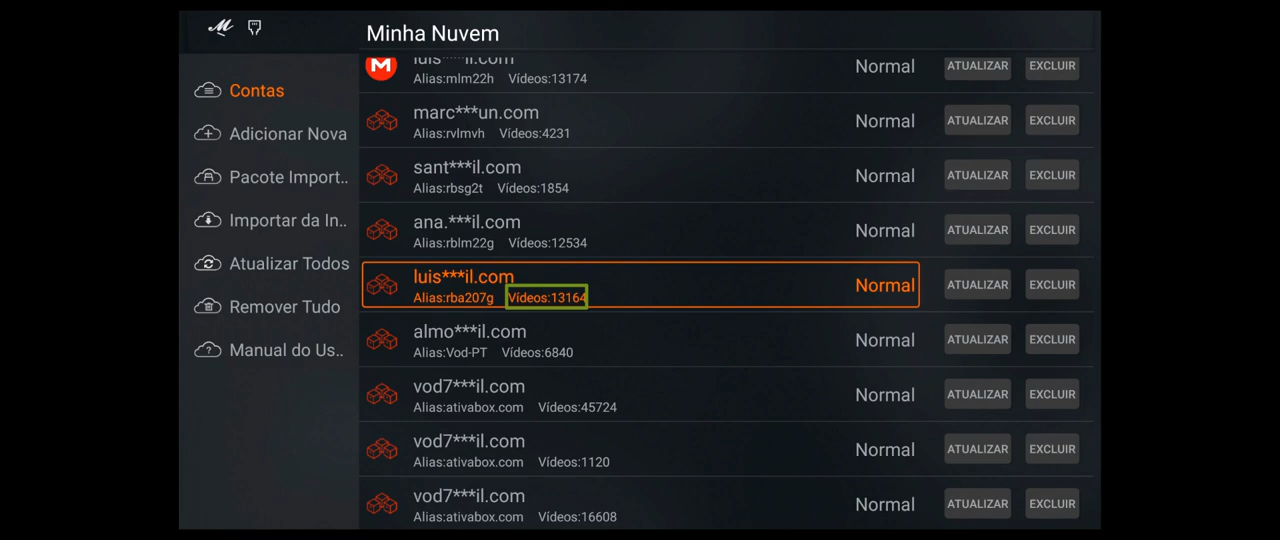 Minha Nuvem
Contas
Adicionar Nova
Pacote Import..
Importar da In..
Atualizar Todos
Remover Tudo
Manual do Us..
luis***il.com
Alias:mlm22h Vídeos:13174
Normal ATUALIZAR EXCLUIR
marc***un.com
Alias:rvlmvh Vídeos:4231
Normal ATUALIZAR EXCLUIR
sant***il.com
Alias:rbsg2t Vídeos:1854
Normal ATUALIZAR EXCLUIR
ana.***il.com
Alias:rblm22g Vídeos:12534
Normal ATUALIZAR EXCLUIR
luis***il.com
Alias:rba207g Vídeos:13164
Normal ATUALIZAR EXCLUIR
almo***il.com
Alias:Vod-PT Vídeos:6840
Normal ATUALIZAR EXCLUIR
vod7***il.com
Alias:ativabox.com Vídeos:45724
Normal ATUALIZAR EXCLUIR
vod7***il.com
Alias:ativabox.com Vídeos:1120
Normal ATUALIZAR EXCLUIR
vod7***il.com
Alias:ativabox.com Vídeos:16608
Normal ATUALIZAR EXCLUIR